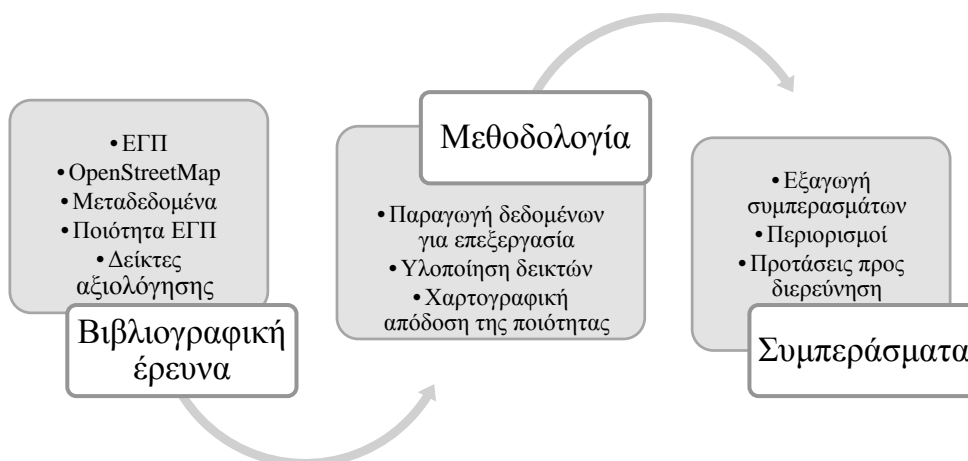 • ΕΓΠ
• OpenStreetMap
• Μεταδεδομένα
• Ποιότητα ΕΓΠ
• Δείκτες
αξιολόγησης
Βιβλιογραφική
έρευνα
Μεθοδολογία
• Παραγωγή δεδομένων
για επεξεργασία
• Υλοποίηση δεικτών
• Χαρτογραφική
απόδοση της ποιότητας
• Εξαγωγή
συμπερασμάτων
• Περιορισμοί
• Προτάσεις προς
διερεύνηση
Συμπεράσματα